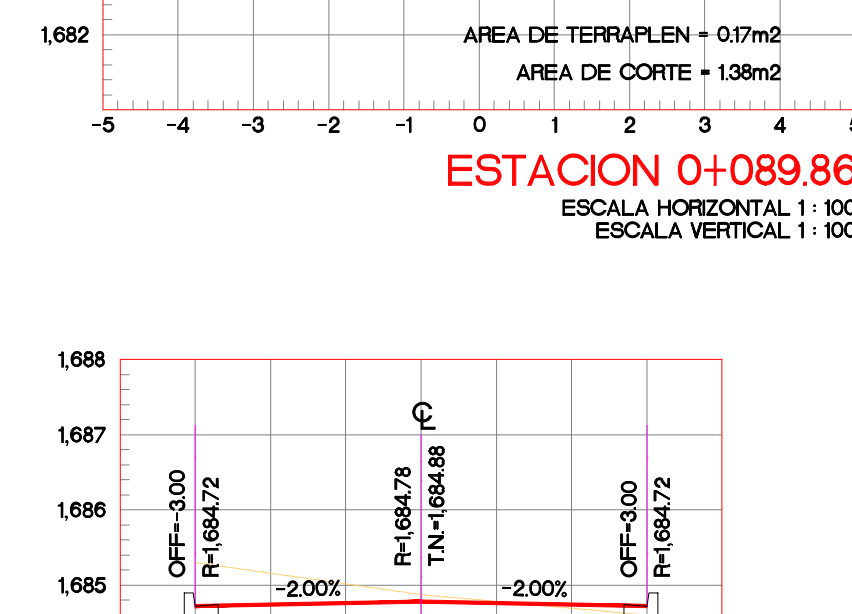 1,682
AREA DE TERRAPLEN = 0.17m2
AREA DE CORTE = 1.38m2
-5 -4 -3 -2 -1 0 1 2 3 4
ESTACION 0+089.86
ESCALA HORIZONTAL 1 : 100
ESCALA VERTICAL 1 : 100
1,688
CL
1,687
OFF=-3.00
R=1,684.72
R=1,684.78
T.N.=1,684.88
OFF=3.00
R=1,684.72
1,686
1,685
-2.00%
-2.00%